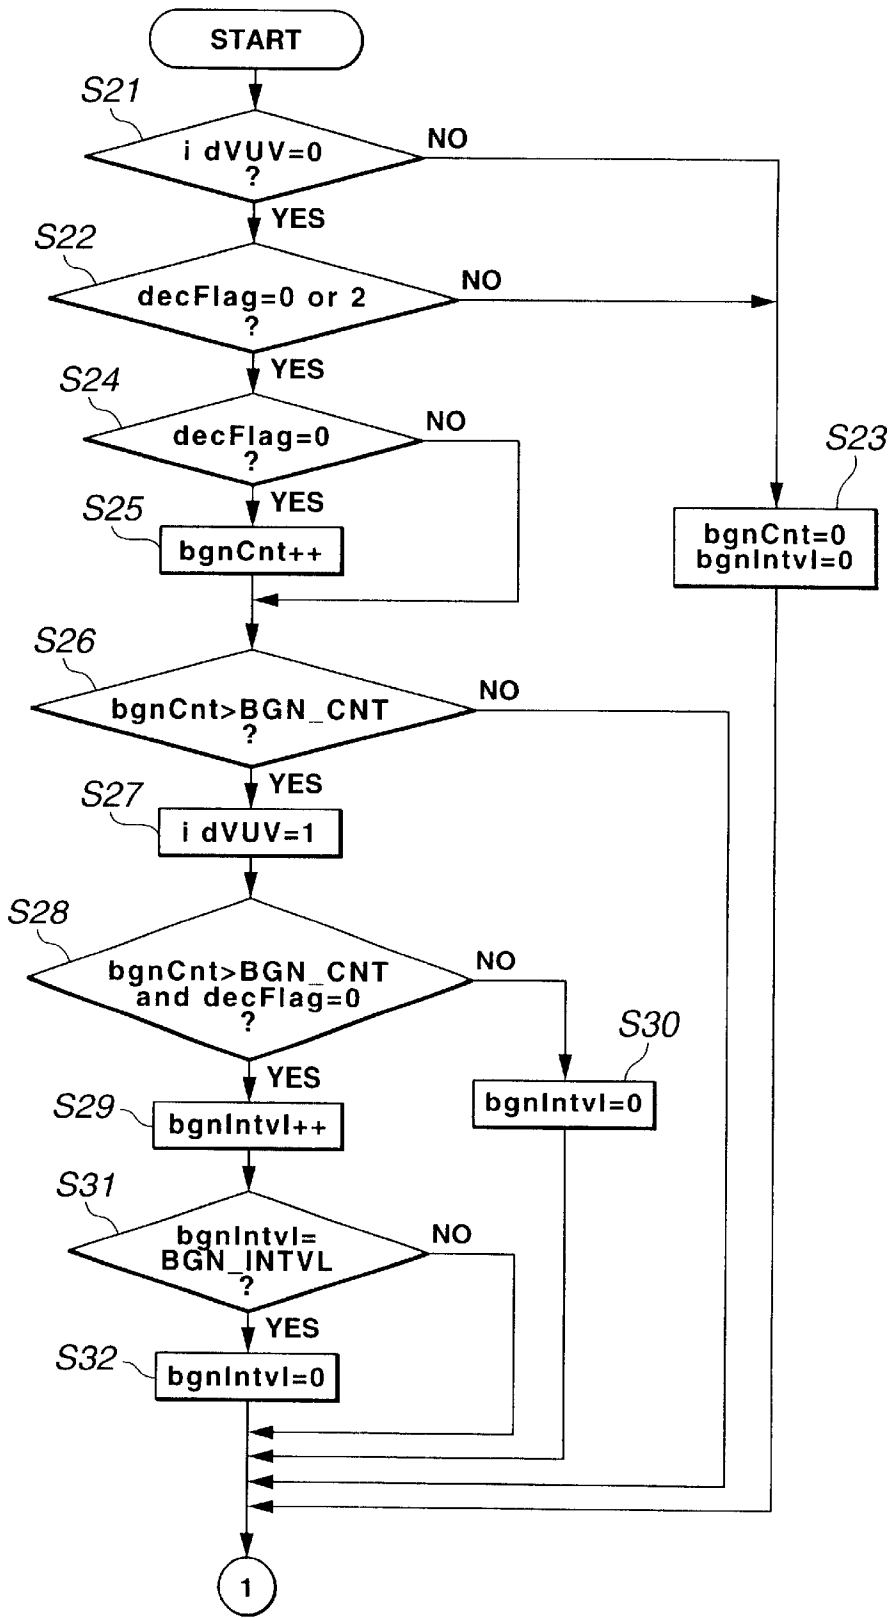 START
S21
i dVUV=0
?
NO
YES
S22
decFlag=0 or 2
?
NO
YES
S24
decFlag=0
?
NO
YES
S23
bgnCnt=0
bgnIntvl=0
S25
bgnCnt++
S26
bgnCnt>BGN_CNT
?
NO
YES
S27
i dVUV=1
S28
bgnCnt>BGN_CNT
and decFlag=0
?
NO
YES
S30
bgnIntvl=0
S29
bgnIntvl++
S31
bgnIntvl=
BGN_INTVL
?
NO
YES
S32
bgnIntvl=0
1